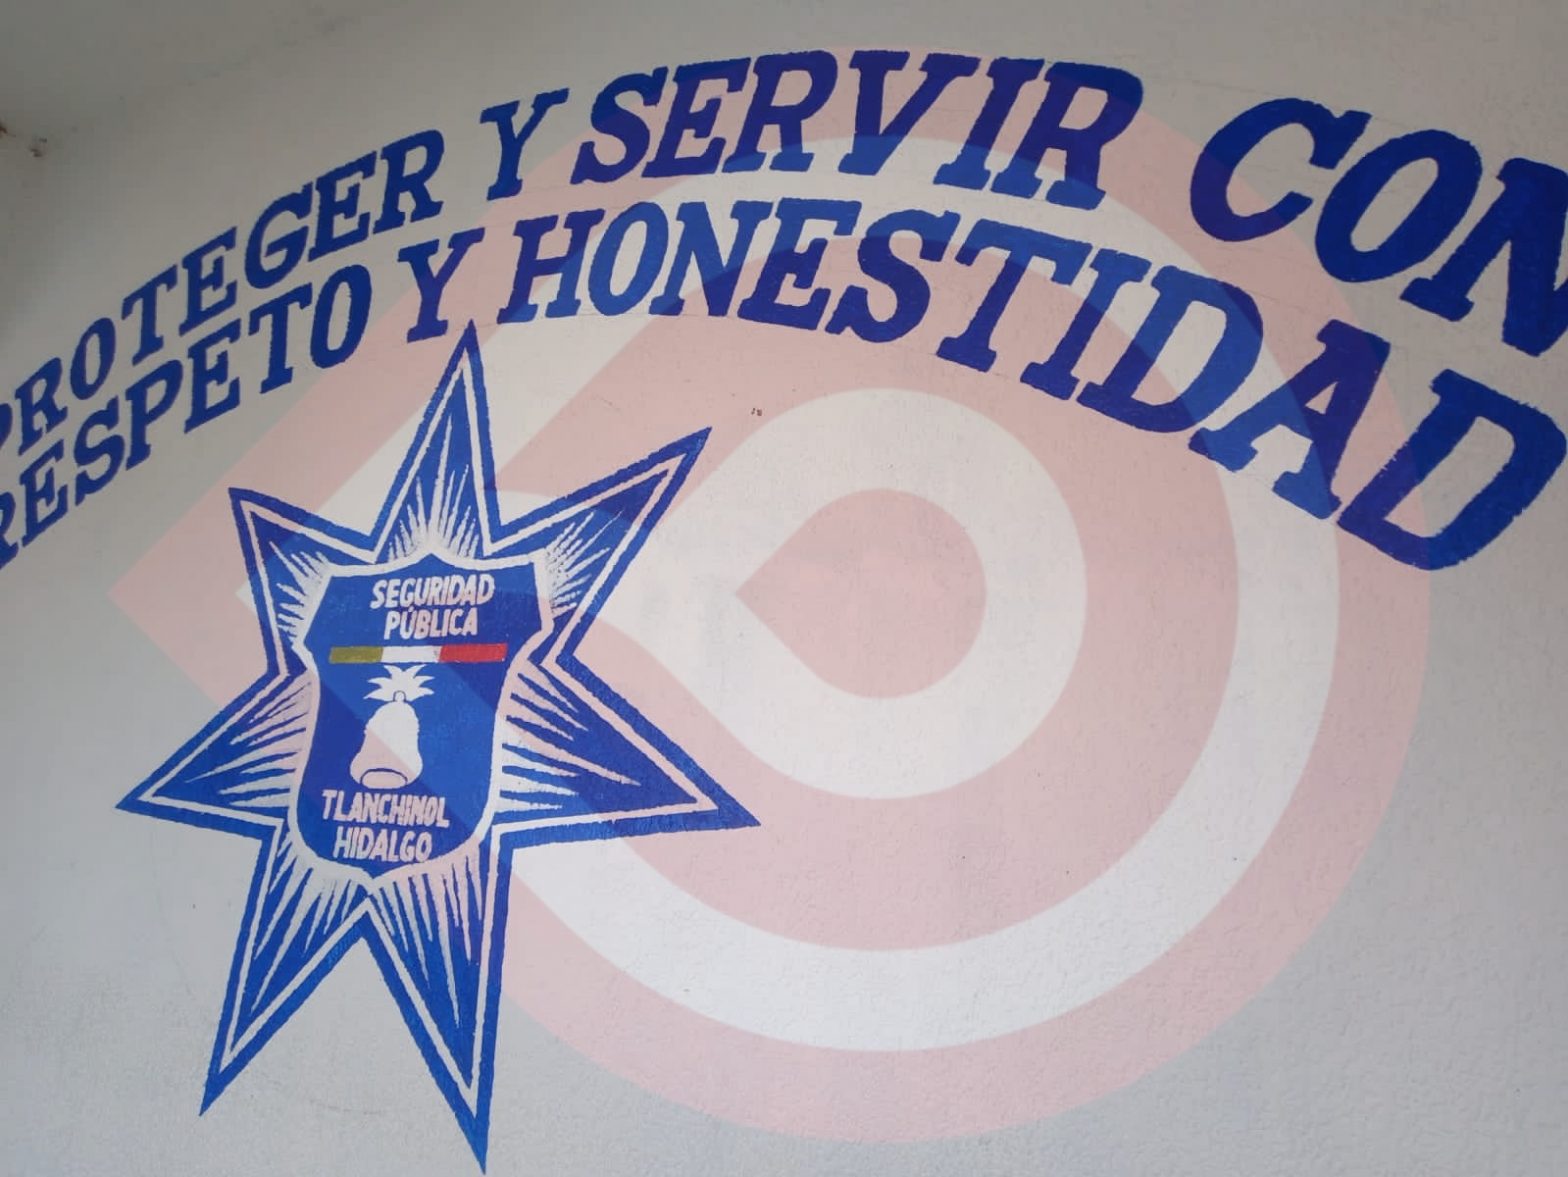 PROTEGER Y SERVIR CON
RESPETO Y HONESTIDAD
SEGURIDAD
PÚBLICA
TLANCHINOL
HIDALGO